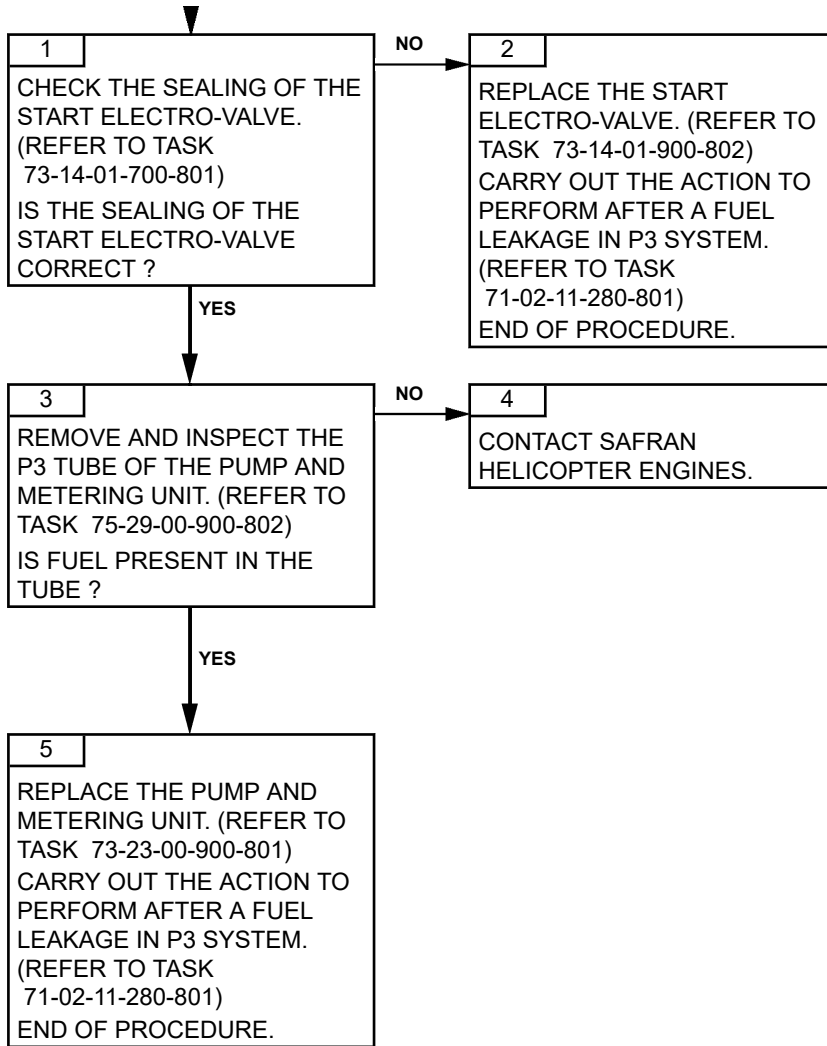 1
CHECK THE SEALING OF THE
START ELECTRO-VALVE.
(REFER TO TASK
73-14-01-700-801)
IS THE SEALING OF THE
START ELECTRO-VALVE
CORRECT ?
NO
2
REPLACE THE START
ELECTRO-VALVE. (REFER TO
TASK 73-14-01-900-802)
CARRY OUT THE ACTION TO
PERFORM AFTER A FUEL
LEAKAGE IN P3 SYSTEM.
(REFER TO TASK
71-02-11-280-801)
END OF PROCEDURE.
YES
3
REMOVE AND INSPECT THE
P3 TUBE OF THE PUMP AND
METERING UNIT. (REFER TO
TASK 75-29-00-900-802)
IS FUEL PRESENT IN THE
TUBE ?
NO
4
CONTACT SAFRAN
HELICOPTER ENGINES.
YES
5
REPLACE THE PUMP AND
METERING UNIT. (REFER TO
TASK 73-23-00-900-801)
CARRY OUT THE ACTION TO
PERFORM AFTER A FUEL
LEAKAGE IN P3 SYSTEM.
(REFER TO TASK
71-02-11-280-801)
END OF PROCEDURE.